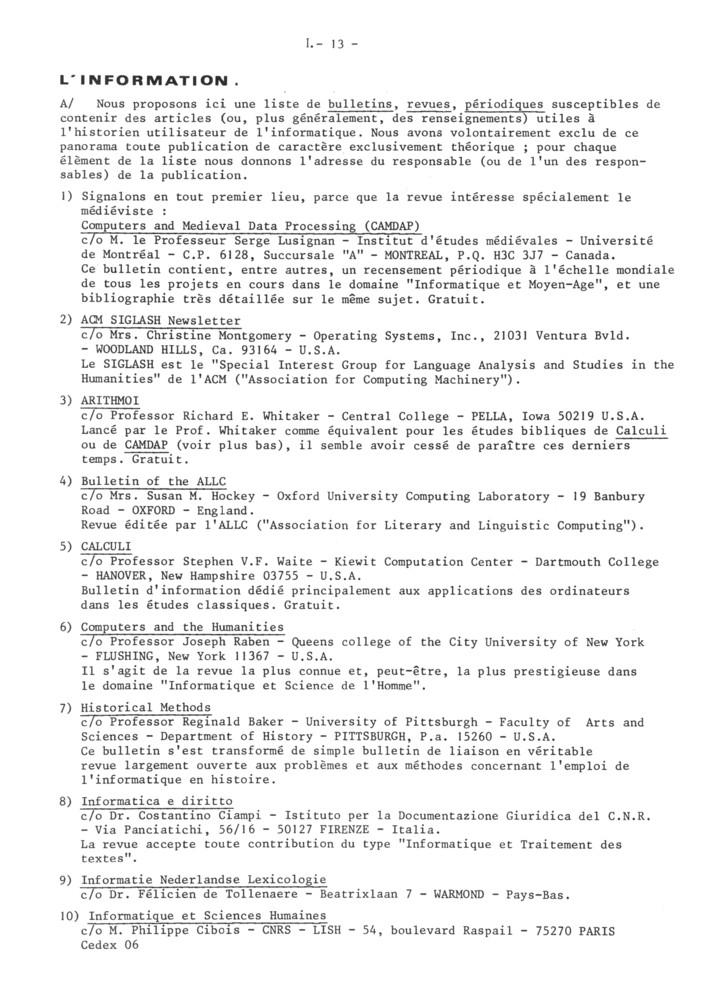 I.- 13 -
L'INFORMATION.
A/ Nous proposons ici une liste de bulletins, revues, périodiques susceptibles de
contenir des articles (ou, plus généralement, des renseignements) utiles à
l'historien utilisateur de l'informatique. Nous avons volontairement exclu de ce
panorama toute publication de caractère exclusivement théorique ; pour chaque
élèment de la liste nous donnons l'adresse du responsable (ou de l'un des respon-
sables) de la publication.
1) Signalons en tout premier lieu, parce que la revue intéresse spécialement le
médiéviste :
Computers and Medieval Data Processing (CAMDAP)
c/o M. le Professeur Serge Lusignan - Institut d'études médiévales - Université
de Montréal - C.P. 6128, Succursale "A" - MONTREAL, P.Q. H3C 3J7 - Canada.
Ce bulletin contient, entre autres, un recensement périodique à l'échelle mondiale
de tous les projets en cours dans le domaine "Informatique et Moyen-Age", et une
bibliographie très détaillée sur le même sujet. Gratuit.
2) ACM SIGLASH Newsletter
c/o Mrs. Christine Montgomery - Operating Systems, Inc., 21031 Ventura Bvld.
- WOODLAND HILLS, Ca. 93164 - U.S.A.
Le SIGLASH est le "Special Interest Group for Language Analysis and Studies in the
Humanities" de l'ACM ("Association for Computing Machinery").
3) ARITHMOI
c/o Professor Richard E. Whitaker - Central College - PELLA, Iowa 50219 U.S.A.
Lancé par le Prof. Whitaker comme équivalent pour les études bibliques de Calculi
ou de CAMDAP (voir plus bas), il semble avoir cessé de paraître ces derniers
temps. Gratuit.
4) Bulletin of the ALLC
c/o Mrs. Susan M. Hockey - Oxford University Computing Laboratory - 19 Banbury
Road - OXFORD - England.
Revue éditée par l'ALLC ("Association for Literary and Linguistic Computing").
5) CALCULI
c/o Professor Stephen V.F. Waite - Kiewit Computation Center - Dartmouth College
- HANOVER, New Hampshire 03755 - U.S.A.
Bulletin d'information dédié principalement aux applications des ordinateurs
dans les études classiques. Gratuit.
6) Computers and the Humanities
c/o Professor Joseph Raben - Queens college of the City University of New York
- FLUSHING, New York 11367 - U.S.A.
Il s'agit de la revue la plus connue et, peut-être, la plus prestigieuse dans
le domaine "Informatique et Science de l'Homme".
7) Historical Methods
c/o Professor Reginald Baker - University of Pittsburgh - Faculty of Arts and
Sciences - Department of History - PITTSBURGH, P.a. 15260 - U.S.A.
Ce bulletin s'est transformé de simple bulletin de liaison en véritable
revue largement ouverte aux problèmes et aux méthodes concernant l'emploi de
l'informatique en histoire.
8) Informatica e diritto
c/o Dr. Costantino Ciampi - Istituto per la Documentazione Giuridica del C.N.R.
- Via Panciatichi, 56/16 - 50127 FIRENZE - Italia.
La revue accepte toute contribution du type "Informatique et Traitement des
textes".
9) Informatie Nederlandse Lexicologie
c/o Dr. Félicien de Tollenaere - Beatrixlaan 7 - WARMOND - Pays-Bas.
10) Informatique et Sciences Humaines
c/o M. Philippe Cibois - CNRS - LISH - 54, boulevard Raspail - 75270 PARIS
Cedex 06